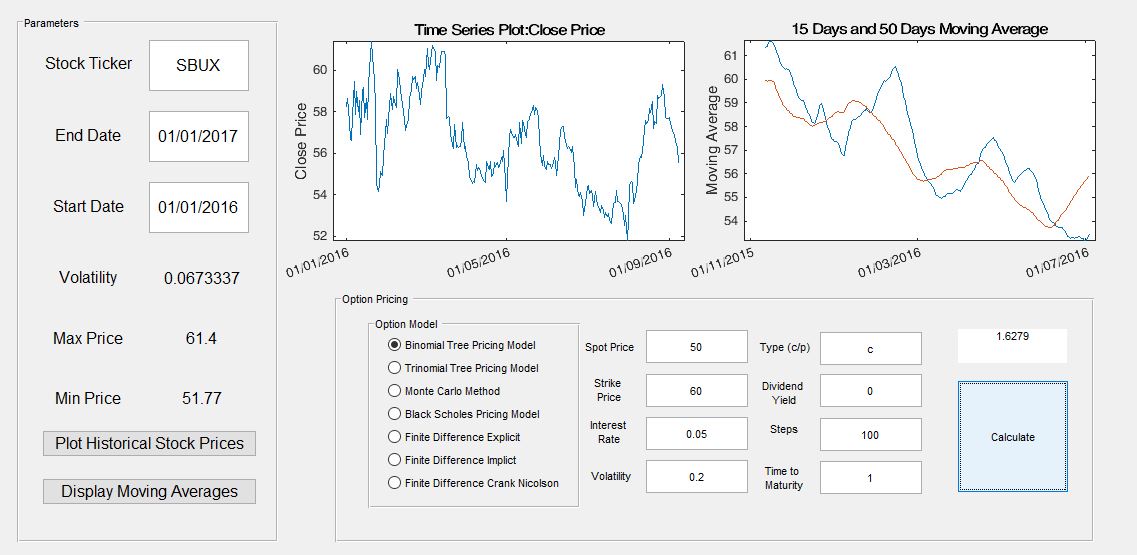 Parameters
Stock Ticker
SBUX
End Date
01/01/2017
Start Date
01/01/2016
Volatility
0.0673337
Max Price
61.4
Min Price
51.77
Plot Historical Stock Prices
Display Moving Averages
Time Series Plot:Close Price
Close Price
60
58
56
54
52
01/01/2016
01/05/2016
01/09/2016
15 Days and 50 Days Moving Average
Moving Average
61
60
59
58
57
56
55
54
01/11/2015
01/03/2016
01/07/2016
Option Pricing
Option Model
Binomial Tree Pricing Model
Trinomial Tree Pricing Model
Monte Carlo Method
Black Scholes Pricing Model
Finite Difference Explicit
Finite Difference Implict
Finite Difference Crank Nicolson
Spot Price
50
Strike
Price
60
Interest
Rate
0.05
Volatility
0.2
Type (c/p)
c
Dividend
Yield
0
Steps
100
Time to
Maturity
1
1.6279
Calculate